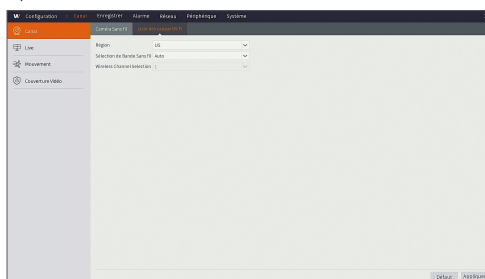 W Configuration Canal Enregistrer Alarme Réseau Périphérique Système
Canal
Live
Mouvement
Couverture Vidéo
Caméra Sans fil
Région US
Sélection de Bande Sans fil Auto
Wireless Channel Selection 1
Défaut Appliquer